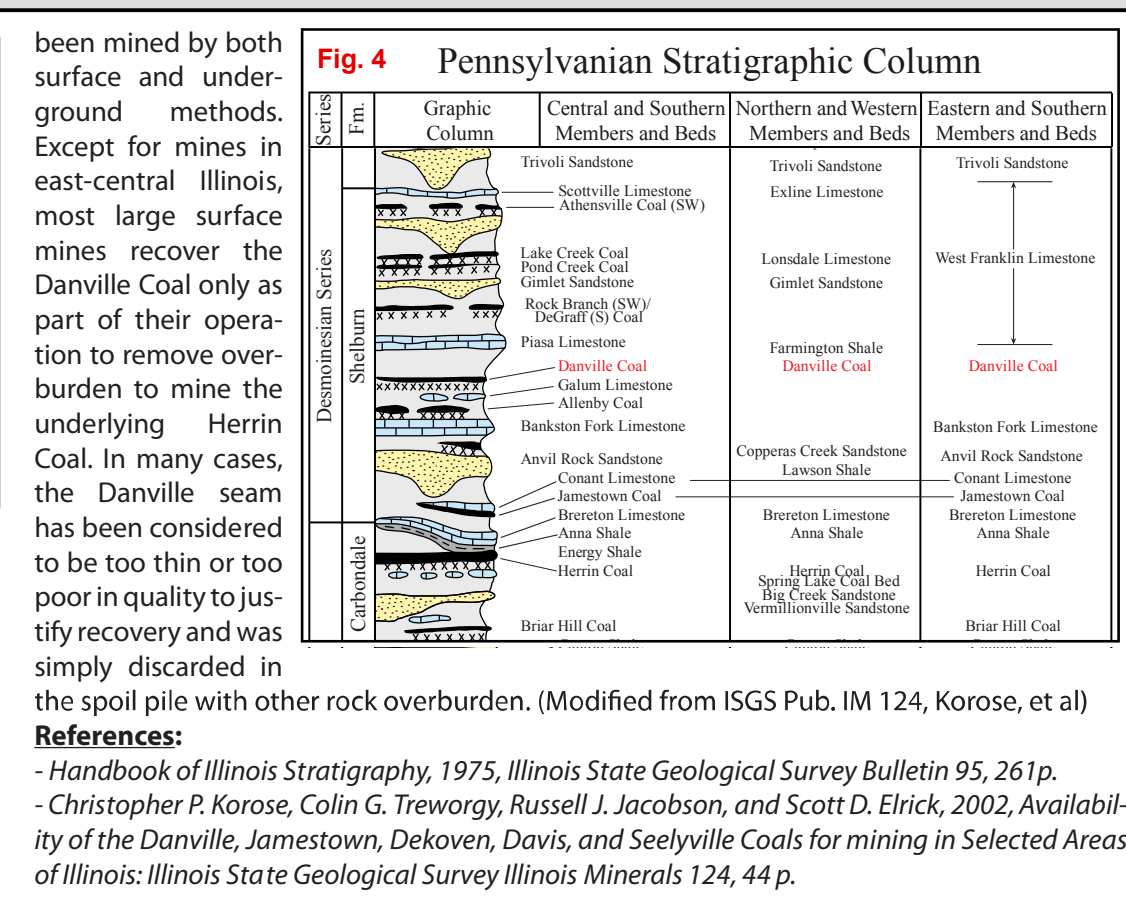 been mined by both
surface and under-
ground methods.
Except for mines in
east-central Illinois,
most large surface
mines recover the
Danville Coal only as
part of their opera-
tion to remove over-
burden to mine the
underlying Herrin
Coal. In many cases,
the Danville seam
has been considered
to be too thin or too
poor in quality to jus-
tify recovery and was
simply discarded in
the spoil pile with other rock overburden. (Modified from ISGS Pub. IM 124, Korose, et al)
References:
- Handbook of Illinois Stratigraphy, 1975, Illinois State Geological Survey Bulletin 95, 261p.
- Christopher P. Korose, Colin G. Treworgy, Russell J. Jacobson, and Scott D. Elrick, 2002, Availabil-
ity of the Danville, Jamestown, Dekoven, Davis, and Seelyville Coals for mining in Selected Areas
of Illinois: Illinois State Geological Survey Illinois Minerals 124, 44 p.
Fig. 4 Pennsylvanian Stratigraphic Column
Series
Fm.
Graphic
Column
Central and Southern
Members and Beds
Northern and Western
Members and Beds
Eastern and Southern
Members and Beds
Desmoinesian Series
Shelburn
Carbondale
Trivoli Sandstone
Scottville Limestone
Athensville Coal (SW)
Lake Creek Coal
Pond Creek Coal
Gimlet Sandstone
Rock Branch (SW)/
DeGraff (S) Coal
Piasa Limestone
Danville Coal
Galum Limestone
Allenby Coal
Bankston Fork Limestone
Anvil Rock Sandstone
Conant Limestone
Jamestown Coal
Brereton Limestone
Anna Shale
Energy Shale
Herrin Coal
Briar Hill Coal
Trivoli Sandstone
Exline Limestone
Lonsdale Limestone
Gimlet Sandstone
Farmington Shale
Danville Coal
Copperas Creek Sandstone
Lawson Shale
Brereton Limestone
Anna Shale
Herrin Coal
Spring Lake Coal Bed
Big Creek Sandstone
Vermillionville Sandstone
Trivoli Sandstone
West Franklin Limestone
Danville Coal
Bankston Fork Limestone
Anvil Rock Sandstone
Conant Limestone
Jamestown Coal
Brereton Limestone
Anna Shale
Herrin Coal
Briar Hill Coal